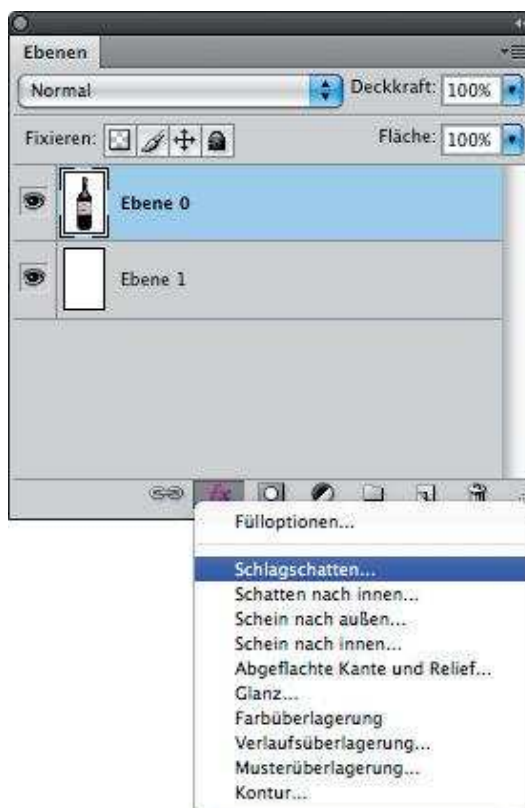 Ebenen
Normal Deckkraft: 100%
Fixieren: Fläche: 100%
Ebene 0
Ebene 1
fx
Fülloptionen...
Schlagschatten...
Schatten nach innen...
Schein nach außen...
Schein nach innen...
Abgeflachte Kante und Relief...
Glanz...
Farbüberlagerung
Verlaufsüberlagerung...
Musterüberlagerung...
Kontur...